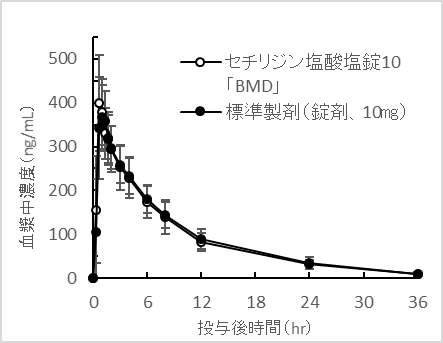 500
400
300
200
100
0
血漿中濃度(ng/mL)
セチリジン塩酸塩錠10
「BMD」
標準製剤(錠剤、10㎎)
0 6 12 18 24 30 36
投与後時間(hr)